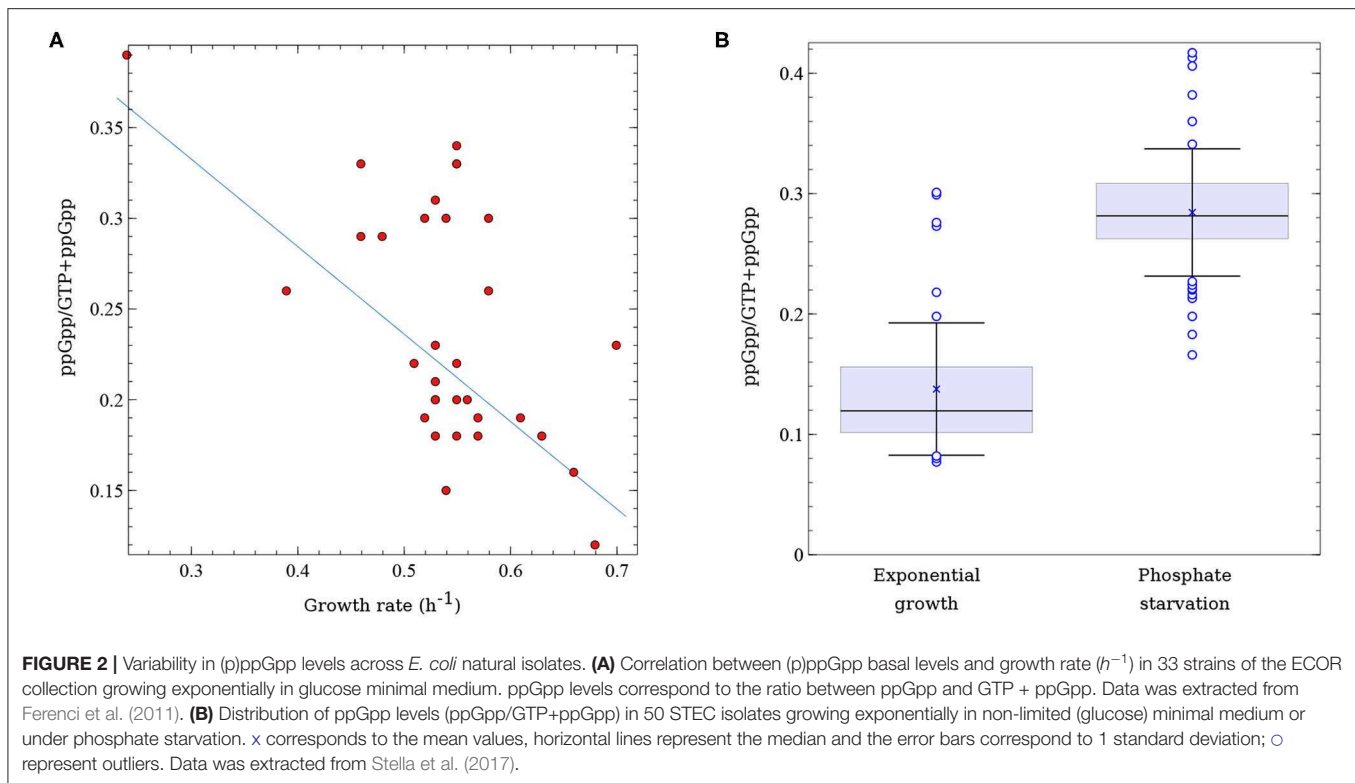 A
B
0.35
0.3
0.25
0.2
0.15
ppGpp/GTP+ppGpp
0.3 0.4 0.5 0.6 0.7
Growth rate (h-1)
0.4
0.3
0.2
0.1
0
ppGpp/GTP+ppGpp
Exponential growth
Phosphate starvation
FIGURE 2 | Variability in (p)ppGpp levels across E. coli natural isolates. (A) Correlation between (p)ppGpp basal levels and growth rate (h−1) in 33 strains of the ECOR
collection growing exponentially in glucose minimal medium. ppGpp levels correspond to the ratio between ppGpp and GTP + ppGpp. Data was extracted from
Ferenci et al. (2011). (B) Distribution of ppGpp levels (ppGpp/GTP+ppGpp) in 50 STEC isolates growing exponentially in non-limited (glucose) minimal medium or
under phosphate starvation. x corresponds to the mean values, horizontal lines represent the median and the error bars correspond to 1 standard deviation; ○
represent outliers. Data was extracted from Stella et al. (2017).